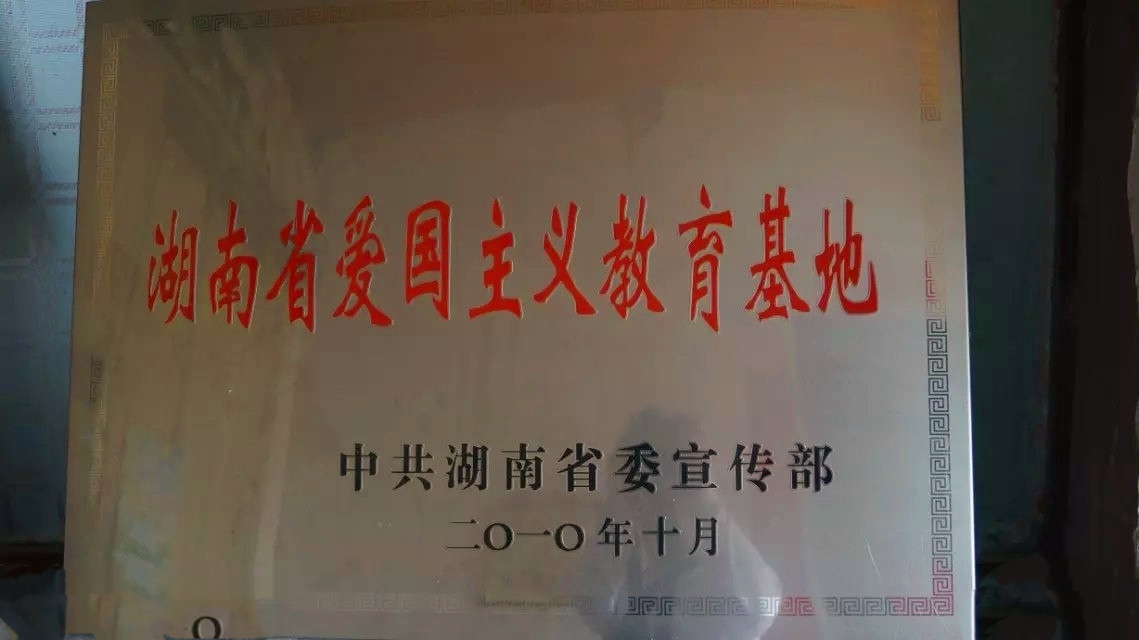 湖南省爱国主义教育基地
中共湖南省委宣传部
二〇一〇年十月